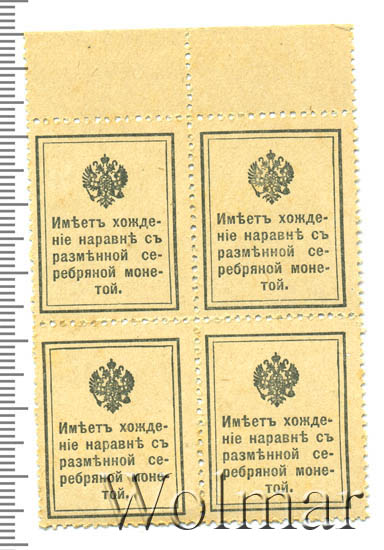 Имѣетъ хожде-
ніе наравнѣ съ
размѣнной се-
ребряной моне-
той.
Имѣетъ хожде-
ніе наравнѣ съ
размѣнной се-
ребряной моне-
той.
Имѣетъ хожде-
ніе наравнѣ съ
размѣнной се-
ребряной моне-
той.
Имѣетъ хожде-
ніе наравнѣ съ
размѣнной се-
ребряной моне-
той.
Wolmar